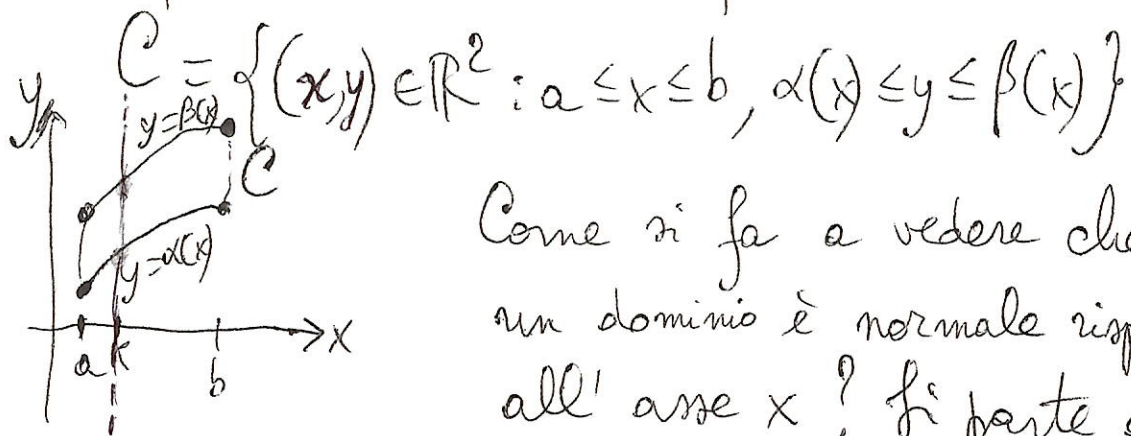 C = {(x,y) ∈ ℝ² : a ≤ x ≤ b, α(x) ≤ y ≤ β(x)}
y
y=β(x)
C
y=α(x)
a k b
x
Come si fa a vedere che
un dominio è normale risp
all' asse x? Si parte